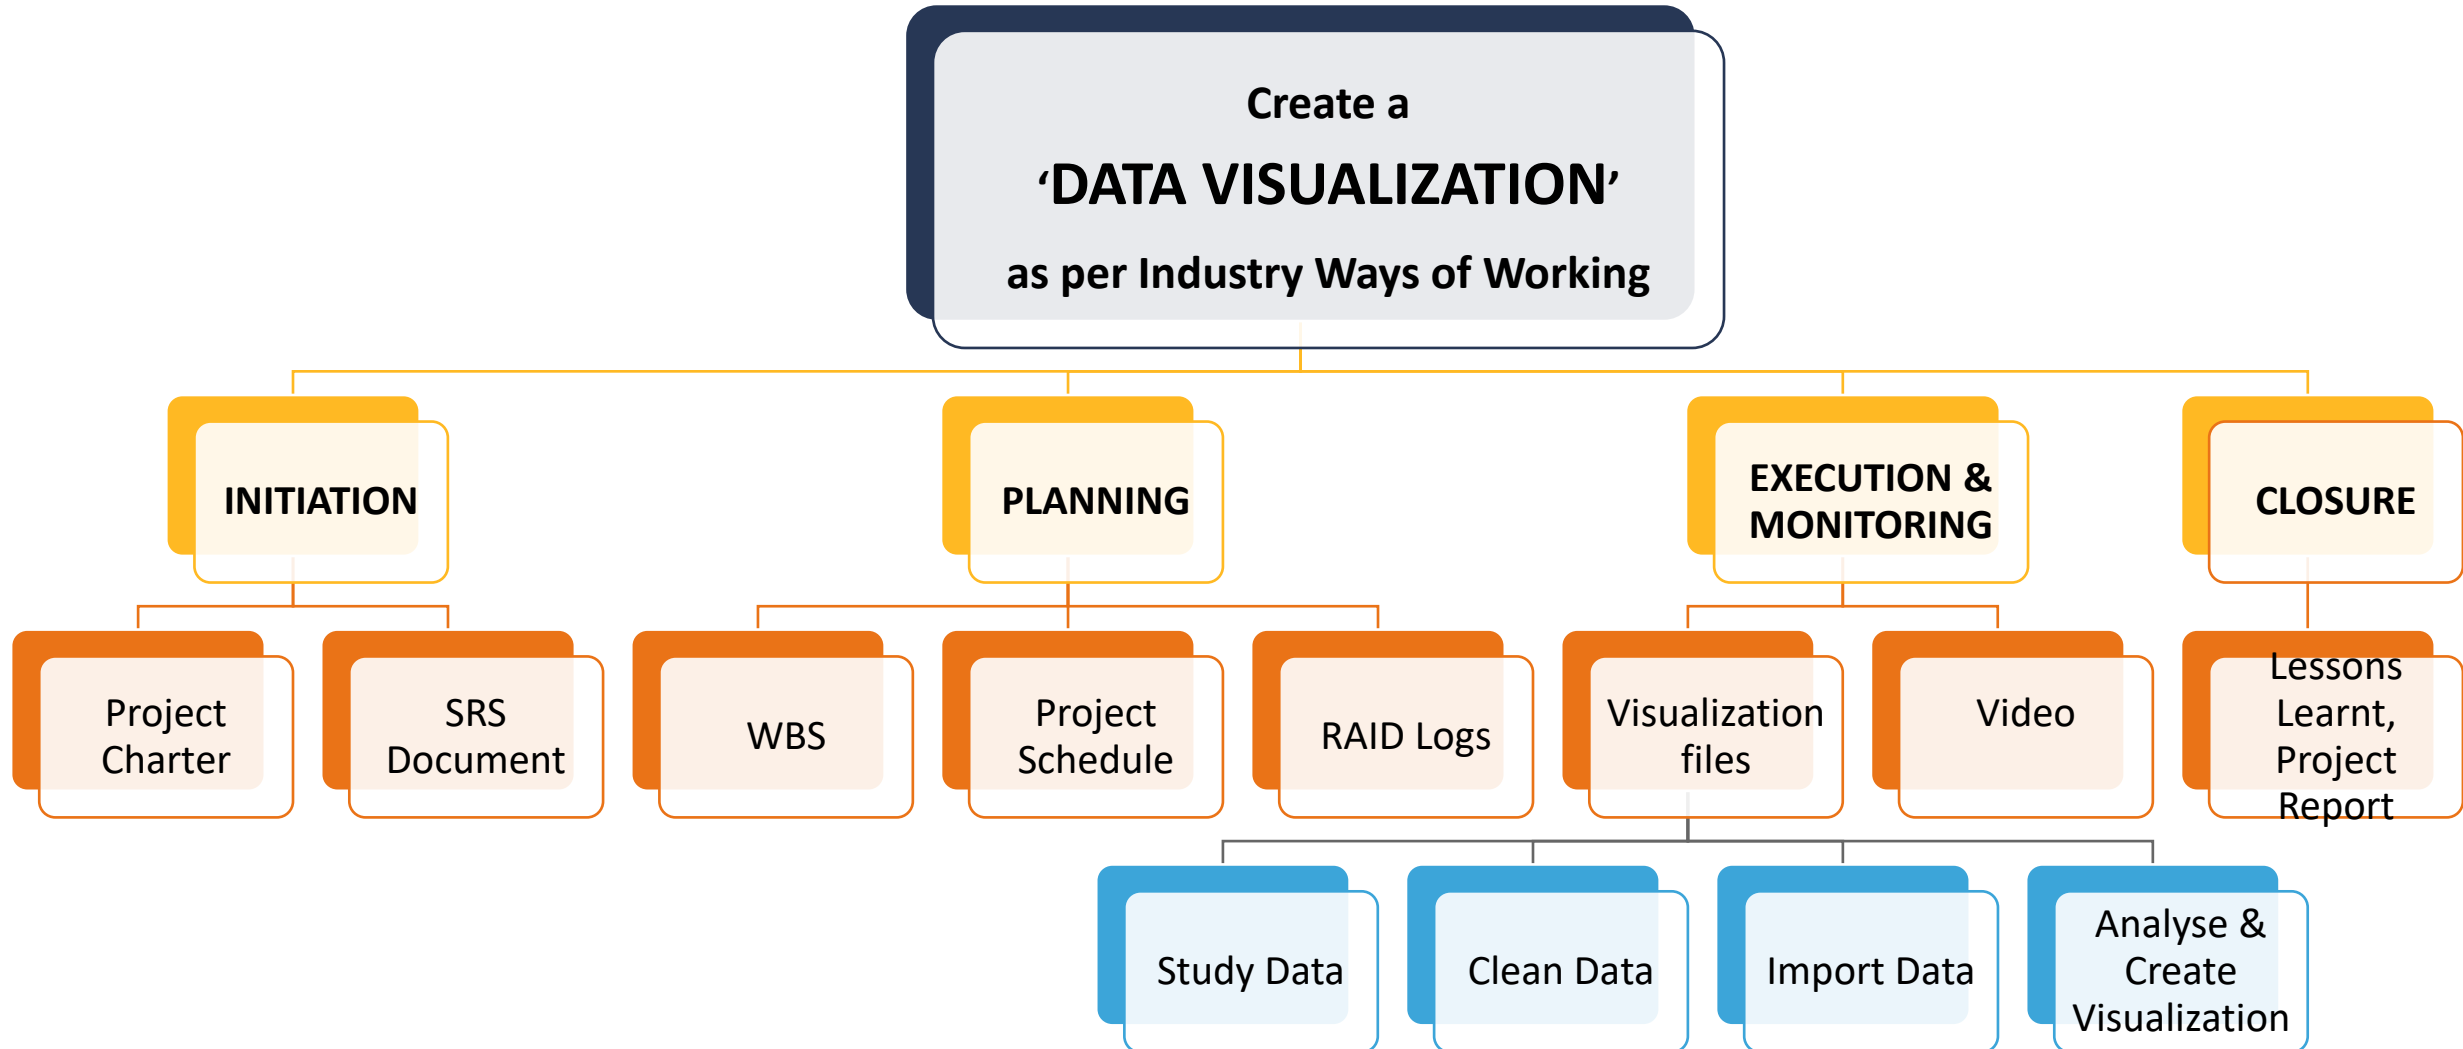 Create a
‘DATA VISUALIZATION’
as per Industry Ways of Working
INITIATION
PLANNING
EXECUTION &
MONITORING
CLOSURE
Project
Charter
SRS
Document
WBS
Project
Schedule
RAID Logs
Visualization
files
Video
Lessons
Learnt,
Project
Report
Study Data
Clean Data
Import Data
Analyse &
Create
Visualization